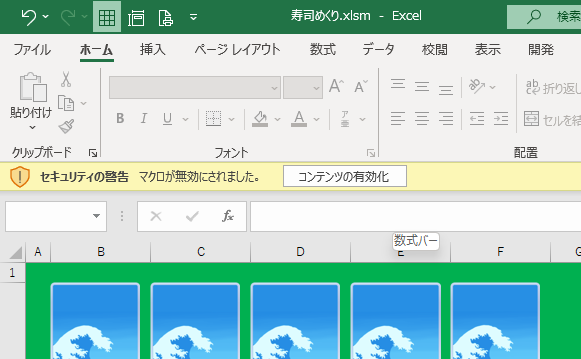 寿司めくり.xlsm - Excel
検索
ファイル ホーム 挿入 ページ レイアウト 数式 データ 校閲 表示 開発
貼り付け
B I U A ア 亜
ab 折り返し
セルを結
クリップボード フォント 配置
セキュリティの警告 マクロが無効にされました。 コンテンツの有効化
fx
数式バー
A B C D E F G
1